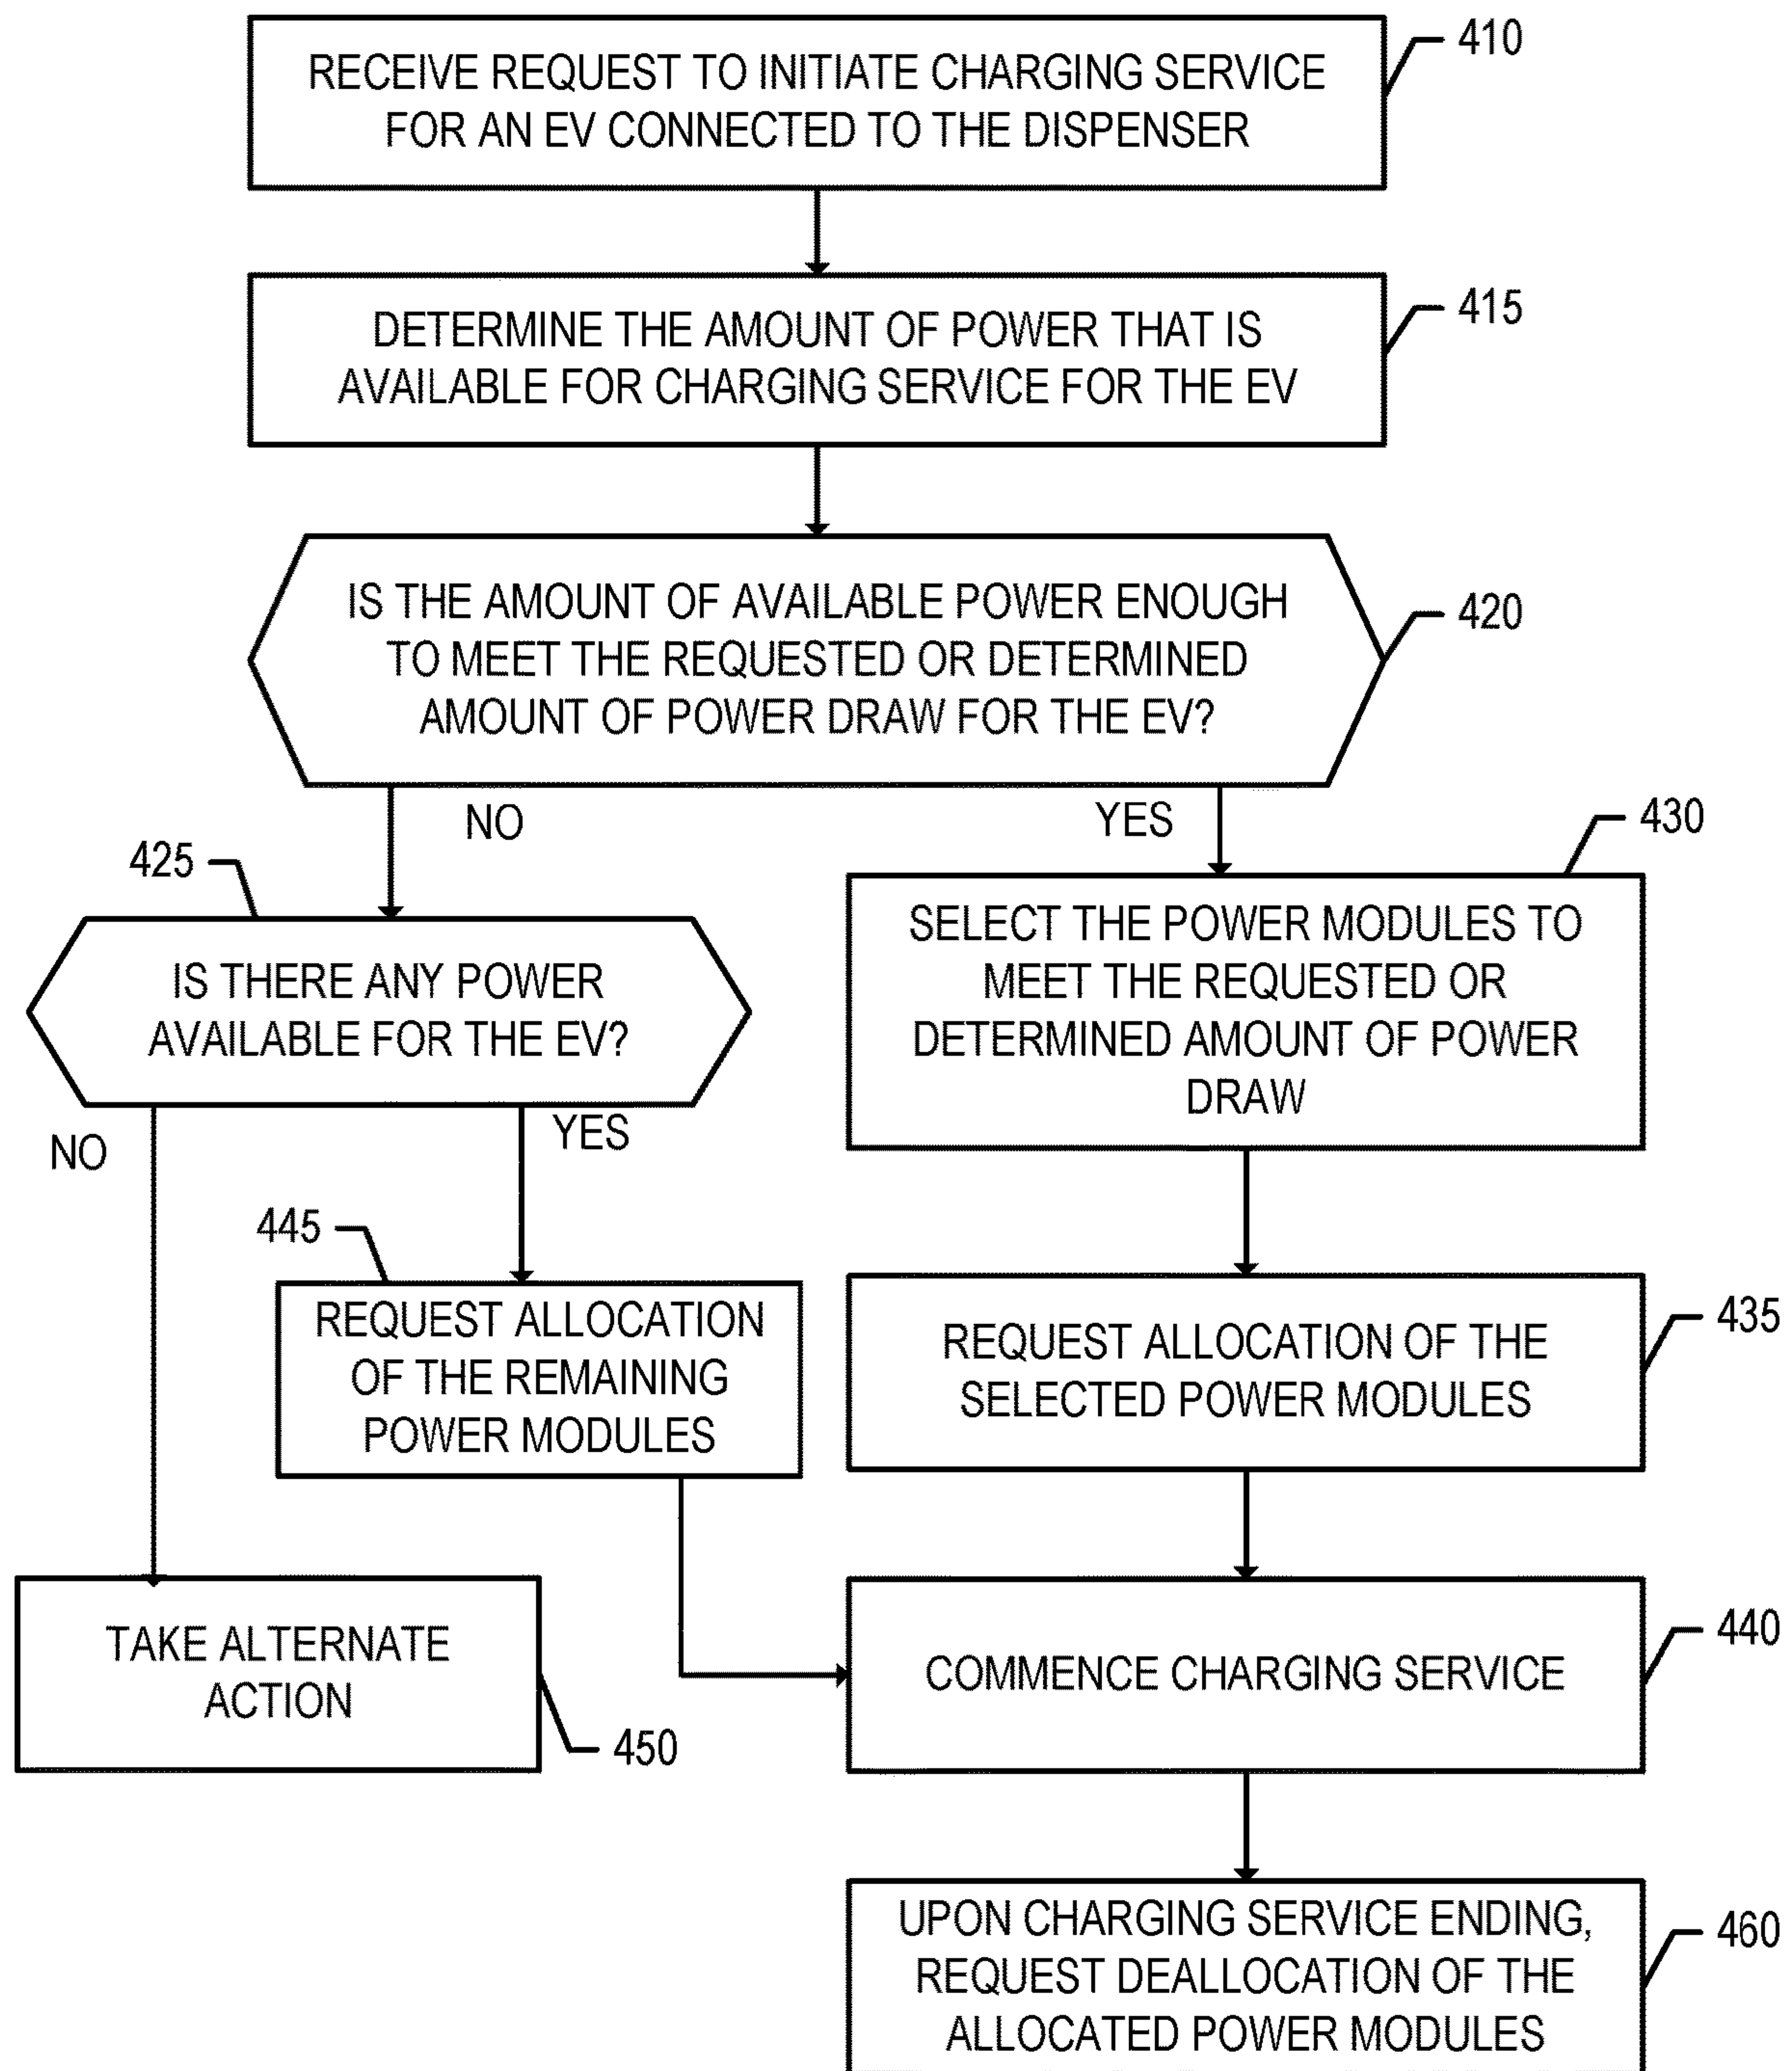 RECEIVE REQUEST TO INITIATE CHARGING SERVICE
FOR AN EV CONNECTED TO THE DISPENSER
410
DETERMINE THE AMOUNT OF POWER THAT IS
AVAILABLE FOR CHARGING SERVICE FOR THE EV
415
IS THE AMOUNT OF AVAILABLE POWER ENOUGH
TO MEET THE REQUESTED OR DETERMINED
AMOUNT OF POWER DRAW FOR THE EV?
420
NO
YES
425
IS THERE ANY POWER
AVAILABLE FOR THE EV?
430
SELECT THE POWER MODULES TO
MEET THE REQUESTED OR
DETERMINED AMOUNT OF POWER
DRAW
NO
YES
445
REQUEST ALLOCATION
OF THE REMAINING
POWER MODULES
REQUEST ALLOCATION OF THE
SELECTED POWER MODULES
435
TAKE ALTERNATE
ACTION
450
COMMENCE CHARGING SERVICE
440
UPON CHARGING SERVICE ENDING,
REQUEST DEALLOCATION OF THE
ALLOCATED POWER MODULES
460